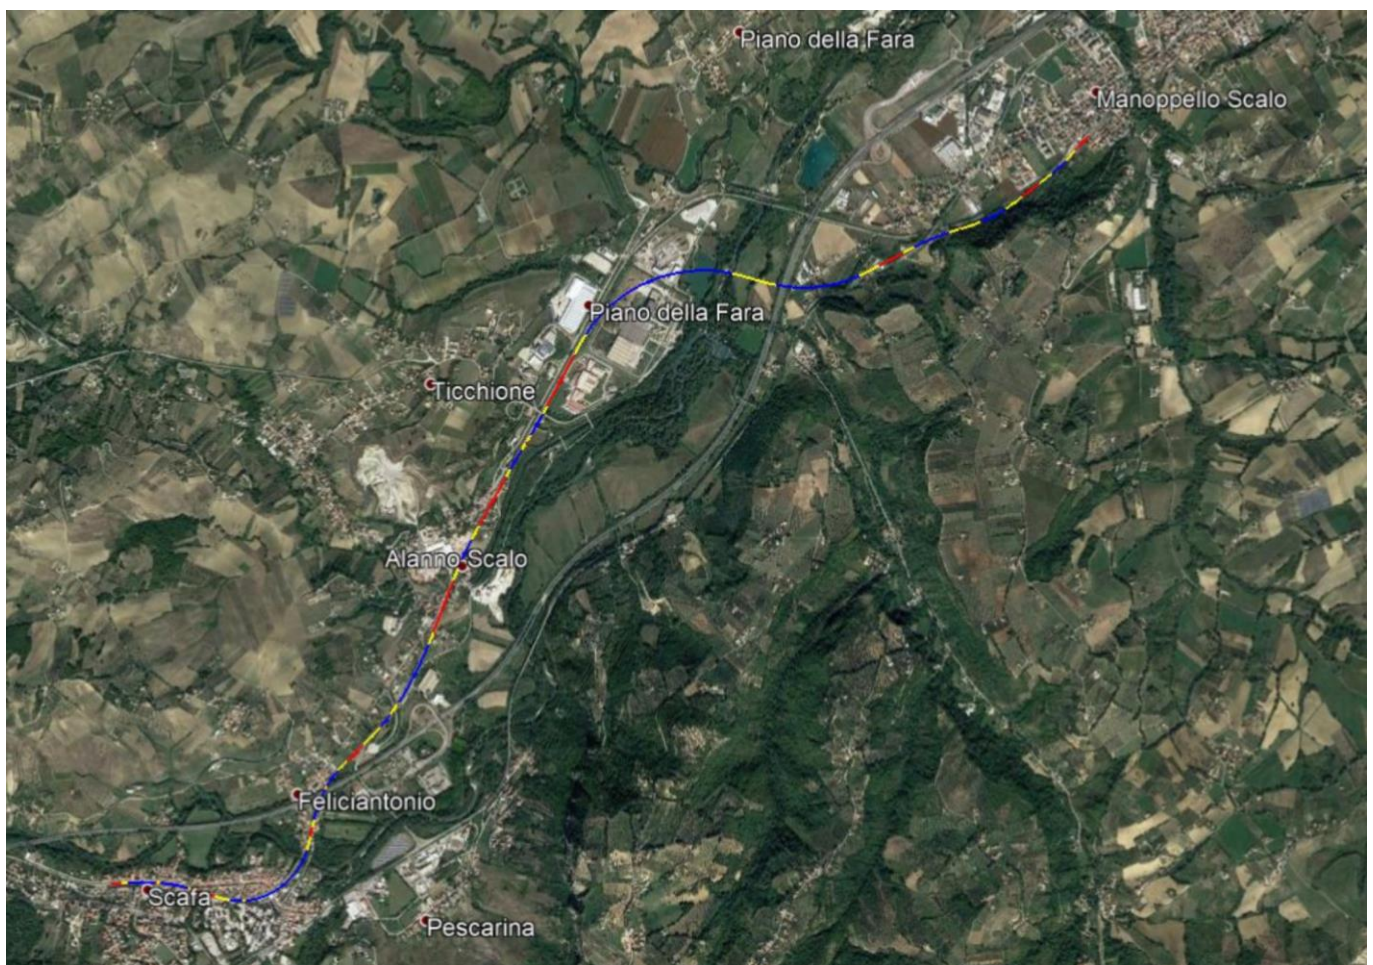 Piano della Fara
Manoppello Scalo
Piano della Fara
Ticchione
Alanno Scalo
Feliciantonio
Scafa
Pescarina